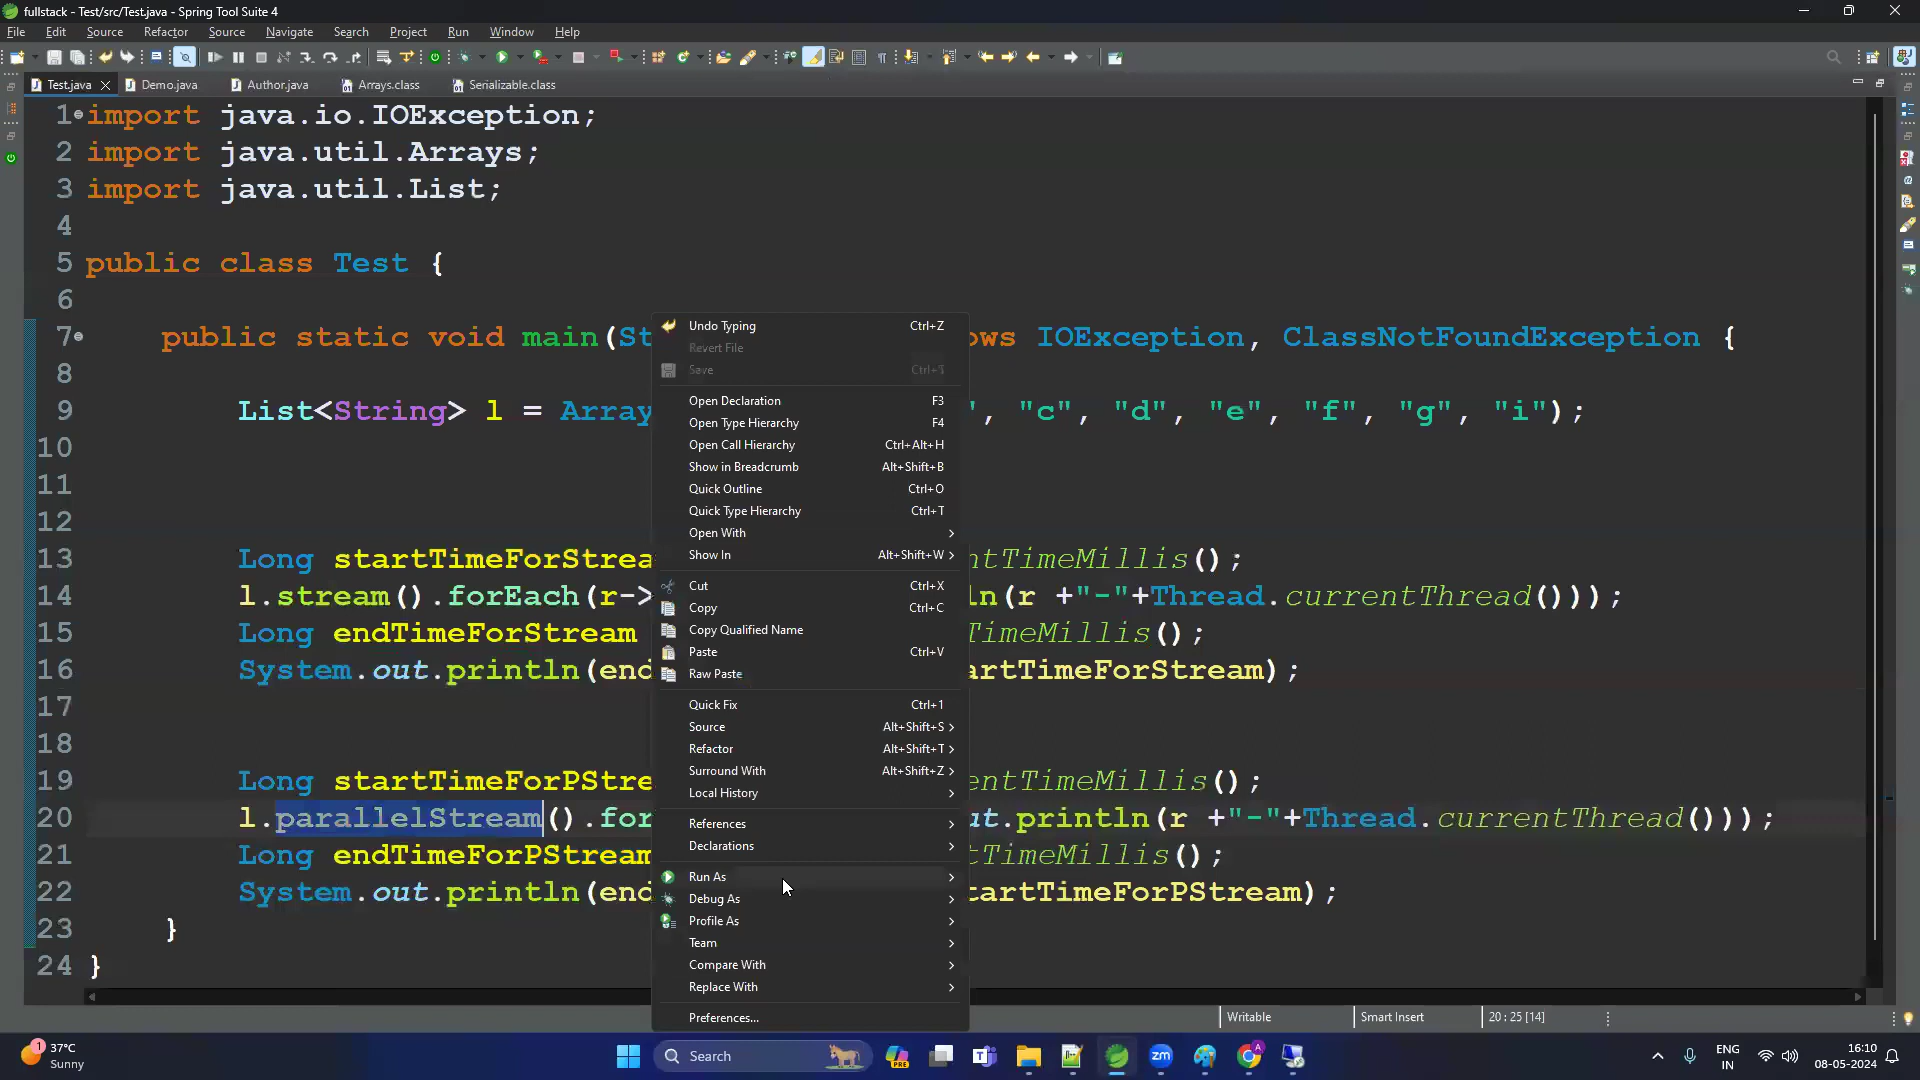 fullstack - Test/src/Test.java - Spring Tool Suite 4
File Edit Source Refactor Source Navigate Search Project Run Window Help
Test.java Demo.java Author.java Arrays.class Serializable.class
1 import java.io.IOException;
2 import java.util.Arrays;
3 import java.util.List;
4
5 public class Test {
6
7 public static void main(St ows IOException, ClassNotFoundException {
8
9 List<String> l = Array ', "c", "d", "e", "f", "g", "i");
10
11
12
13 Long startTimeForStrea ntTimeMillis();
14 l.stream().forEach(r-> ln(r +"-"+Thread.currentThread()));
15 Long endTimeForStream TimeMillis();
16 System.out.println(end artTimeForStream);
17
18
19 Long startTimeForPStre entTimeMillis();
20 l.parallelStream().for ut.println(r +"-"+Thread.currentThread()));
21 Long endTimeForPStream tTimeMillis();
22 System.out.println(end tartTimeForPStream);
23 }
24 }
Undo Typing Ctrl+Z
Revert File
Save
Open Declaration F3
Open Type Hierarchy F4
Open Call Hierarchy Ctrl+Alt+H
Show in Breadcrumb Alt+Shift+B
Quick Outline Ctrl+O
Quick Type Hierarchy Ctrl+T
Open With
Show In Alt+Shift+W
Cut Ctrl+X
Copy Ctrl+C
Copy Qualified Name
Paste Ctrl+V
Raw Paste
Quick Fix Ctrl+1
Source Alt+Shift+S
Refactor Alt+Shift+T
Surround With Alt+Shift+Z
Local History
References
Declarations
Run As
Debug As
Profile As
Team
Compare With
Replace With
Preferences...
Writable Smart Insert 20 : 25 [14]
1 37°C
Sunny
Search
PRE
zm
A
ENG
IN
16:10
08-05-2024